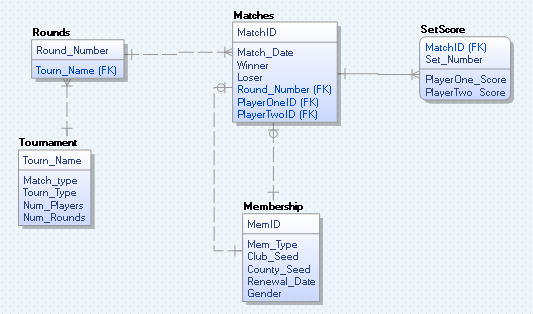 Rounds
Round_Number
Tourn_Name (FK)
Tournament
Tourn_Name
Match_type
Tourn_Type
Num_Players
Num_Rounds
Matches
MatchID
Match_Date
Winner
Loser
Round_Number (FK)
PlayerOneID (FK)
PlayerTwoID (FK)
Membership
MemID
Mem_Type
Club_Seed
County_Seed
Renewal_Date
Gender
SetScore
MatchID (FK)
Set_Number
PlayerOne_Score
PlayerTwo_Score